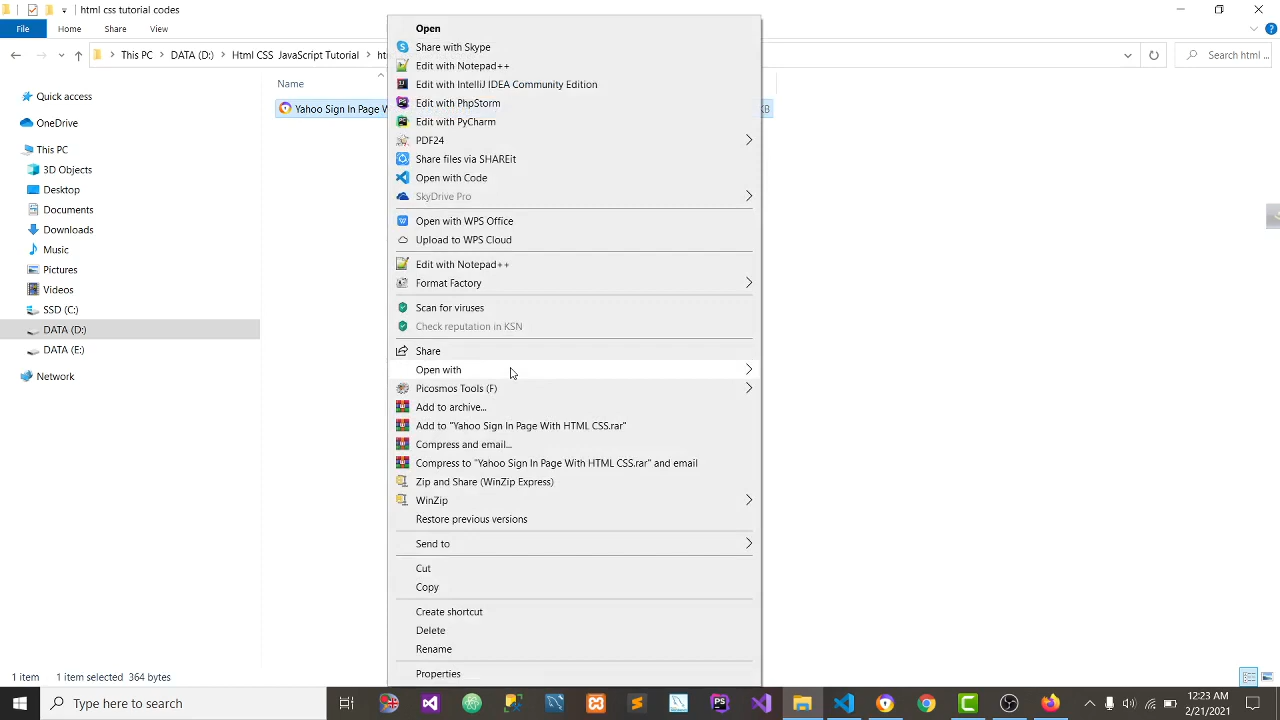 html css tutorial codes
File
Home
Share
View
This PC
DATA (D:)
Html CSS JavaScript Tutorial
Search html ...
Name
Quick access
OneDrive
This PC
3D Objects
Desktop
Documents
Downloads
Music
Pictures
Videos
SSD (C:)
DATA (D:)
DATA (E:)
Network
Yahoo Sign In Page
Open
Share with Skype
Edit with Notepad++
Edit with IntelliJ IDEA Community Edition
Edit with PhpStorm
Edit with PyCharm
PDF24
Share files via SHAREit
Open with Code
SkyDrive Pro
Open with WPS Office
Upload to WPS Cloud
Edit with Notepad++
Format Factory
Scan for viruses
Check reputation in KSN
Share
Open with
Picosmos Tools (F)
Add to archive...
Add to "Yahoo Sign In Page With HTML CSS.rar"
Compress and email...
Compress to "Yahoo Sign In Page With HTML CSS.rar" and email
Zip and Share (WinZip Express)
WinZip
Restore previous versions
Send to
Cut
Copy
Create shortcut
Delete
Rename
Properties
1 item
1 item selected 364 bytes
Type here to search
12:23 AM
2/21/2021